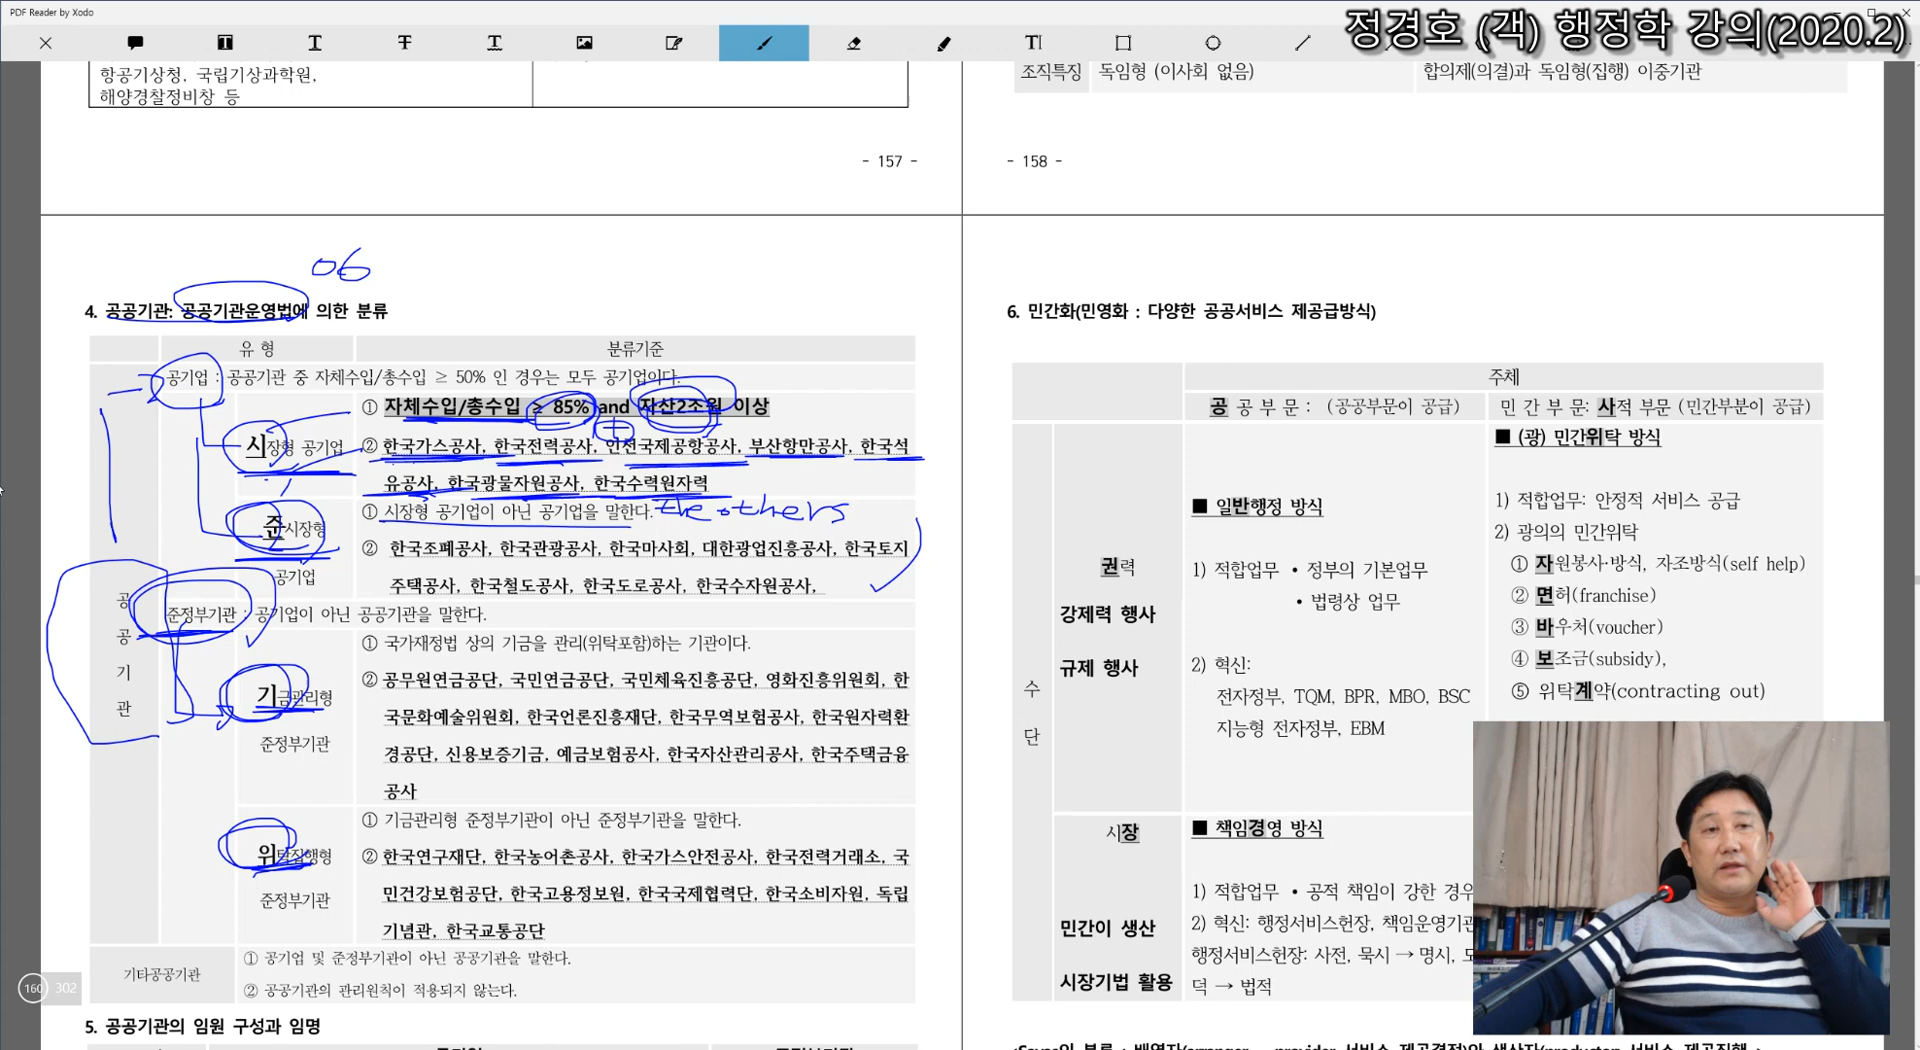 PDF Reader by Xodo
정경호 (객) 행정학 강의(2020.2)
항공기상청, 국립기상과학원,
해양경찰정비창 등
조직특징 독임형 (이사회 없음) 합의제(의결)과 독임형(집행) 이중기관
- 157 -
- 158 -
06
4. 공공기관: 공공기관운영법에 의한 분류
유 형 분류기준
공기업 : 공공기관 중 자체수입/총수입 ≥ 50% 인 경우는 모두 공기업이다.
시장형 공기업
① 자체수입/총수입 ≥ 85% and 자산2조원 이상
② 한국가스공사, 한국전력공사, 인천국제공항공사, 부산항만공사, 한국석
유공사, 한국광물자원공사, 한국수력원자력
준시장형
공기업
① 시장형 공기업이 아닌 공기업을 말한다. the others
② 한국조폐공사, 한국관광공사, 한국마사회, 대한광업진흥공사, 한국토지
주택공사, 한국철도공사, 한국도로공사, 한국수자원공사,
공
공
기
관
준정부기관 : 공기업이 아닌 공공기관을 말한다.
기금관리형
준정부기관
① 국가재정법 상의 기금을 관리(위탁포함)하는 기관이다.
② 공무원연금공단, 국민연금공단, 국민체육진흥공단, 영화진흥위원회, 한
국문화예술위원회, 한국언론진흥재단, 한국무역보험공사, 한국원자력환
경공단, 신용보증기금, 예금보험공사, 한국자산관리공사, 한국주택금융
공사
위탁집행형
준정부기관
① 기금관리형 준정부기관이 아닌 준정부기관을 말한다.
② 한국연구재단, 한국농어촌공사, 한국가스안전공사, 한국전력거래소, 국
민건강보험공단, 한국고용정보원, 한국국제협력단, 한국소비자원, 독립
기념관, 한국교통공단
기타공공기관
① 공기업 및 준정부기관이 아닌 공공기관을 말한다.
② 공공기관의 관리원칙이 적용되지 않는다.
160 302
5. 공공기관의 임원 구성과 임명
6. 민간화(민영화 : 다양한 공공서비스 제공급방식)
주체
공 공 부 문 : (공공부문이 공급) 민 간 부 문: 사적 부문 (민간부분이 공급)
수
단
권력
강제력 행사
규제 행사
■ 일반행정 방식
1) 적합업무 • 정부의 기본업무
• 법령상 업무
2) 혁신:
전자정부, TQM, BPR, MBO, BSC
지능형 전자정부, EBM
■ (광) 민간위탁 방식
1) 적합업무: 안정적 서비스 공급
2) 광의의 민간위탁
① 자원봉사·방식, 자조방식(self help)
② 면허(franchise)
③ 바우처(voucher)
④ 보조금(subsidy),
⑤ 위탁계약(contracting out)
시장
민간이 생산
시장기법 활용
■ 책임경영 방식
1) 적합업무 • 공적 책임이 강한 경우
2) 혁신: 행정서비스헌장, 책임운영기관
행정서비스헌장: 사전, 묵시 → 명시, 도
덕 → 법적